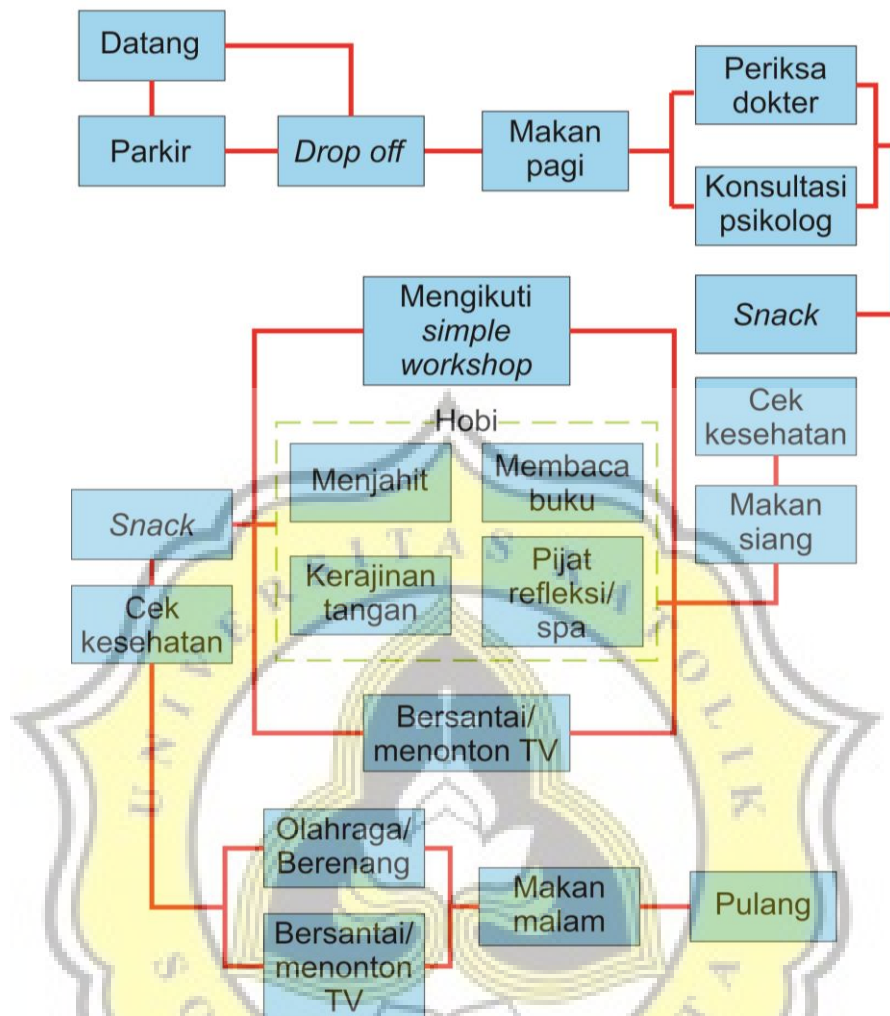 Datang
Parkir
Drop off
Makan
pagi
Periksa
dokter
Konsultasi
psikolog
Snack
Cek
kesehatan
Makan
siang
Mengikuti
simple
workshop
Hobi
Menjahit
Membaca
buku
Kerajinan
tangan
Pijat
refleksi/
spa
Bersantai/
menonton TV
Snack
Cek
kesehatan
Olahraga/
Berenang
Bersantai/
menonton
TV
Makan
malam
Pulang
UNIVERSITAS KATOLIK